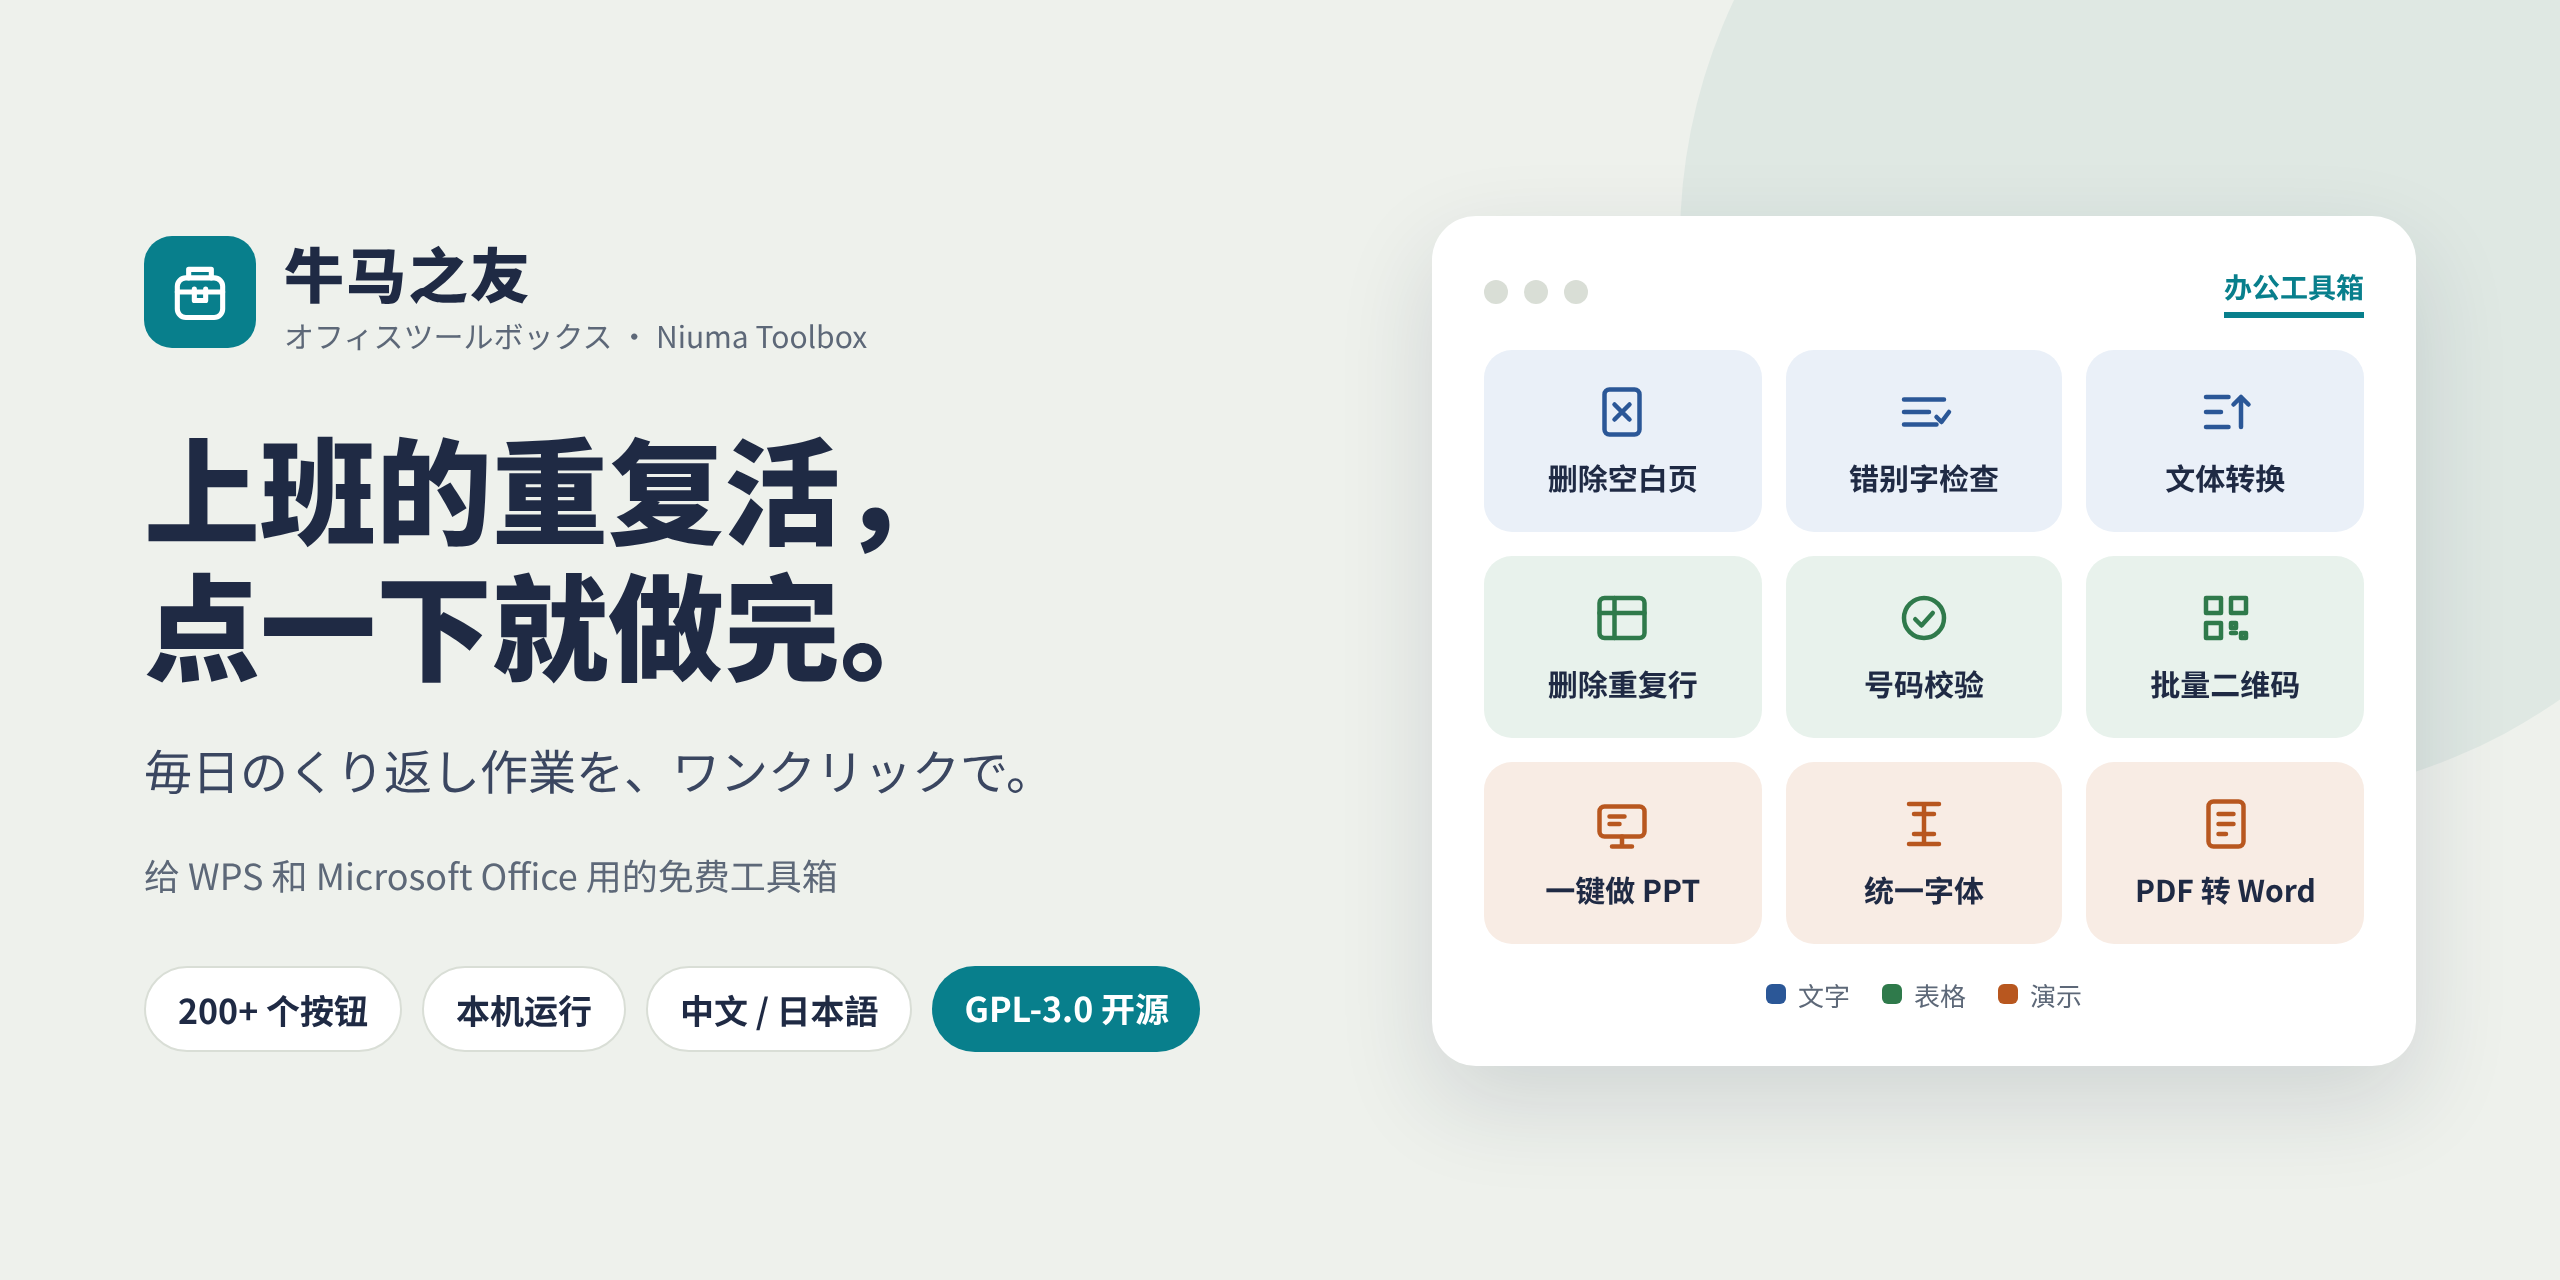 牛马之友
オフィスツールボックス ・ Niuma Toolbox
上班的重复活，
点一下就做完。
毎日のくり返し作業を、ワンクリックで。
给 WPS 和 Microsoft Office 用的免费工具箱
200+ 个按钮
本机运行
中文 / 日本語
GPL-3.0 开源
办公工具箱
删除空白页
错别字检查
文体转换
删除重复行
号码校验
批量二维码
一键做 PPT
统一字体
PDF 转 Word
文字
表格
演示